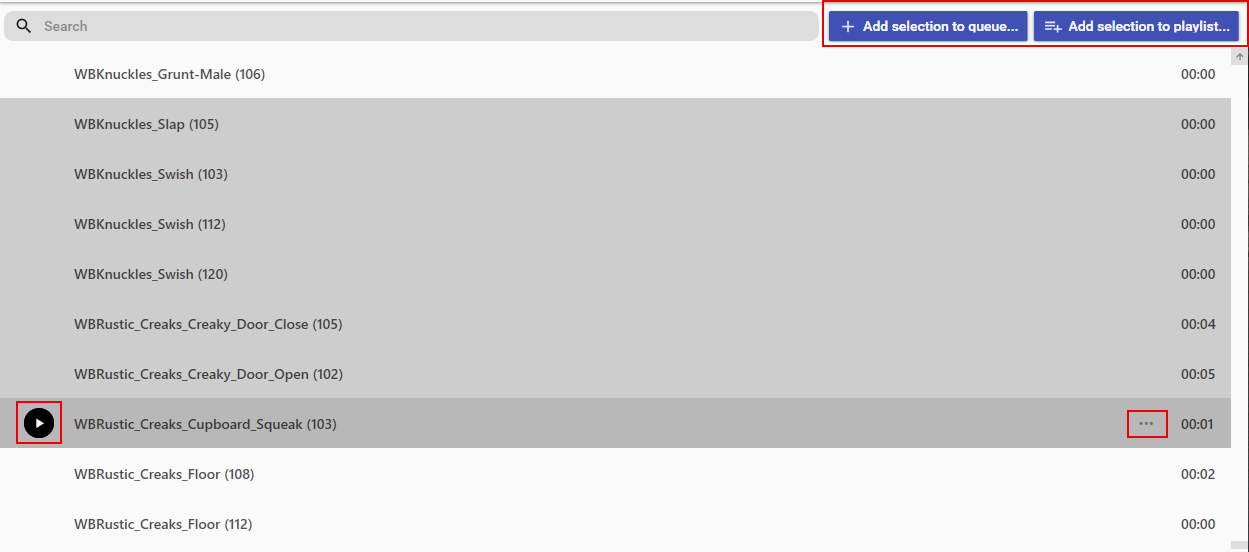 Search
Add selection to queue...
Add selection to playlist...
WBKnuckles_Grunt-Male (106) 00:00
WBKnuckles_Slap (105) 00:00
WBKnuckles_Swish (103) 00:00
WBKnuckles_Swish (112) 00:00
WBKnuckles_Swish (120) 00:00
WBRustic_Creaks_Creaky_Door_Close (105) 00:04
WBRustic_Creaks_Creaky_Door_Open (102) 00:05
WBRustic_Creaks_Cupboard_Squeak (103) 00:01
WBRustic_Creaks_Floor (108) 00:02
WBRustic_Creaks_Floor (112) 00:00